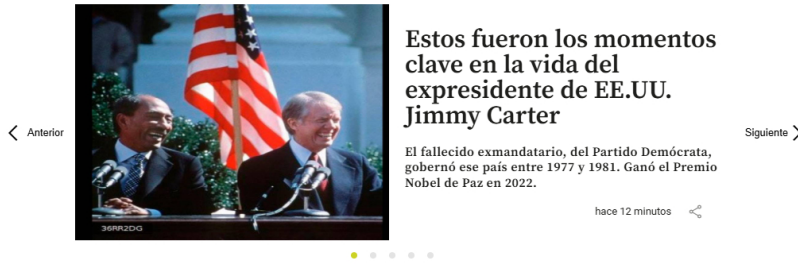 Estos fueron los momentos
clave en la vida del
expresidente de EE.UU.
Jimmy Carter
Anterior
Siguiente
El fallecido exmandatario, del Partido Demócrata,
gobernó ese país entre 1977 y 1981. Ganó el Premio
Nobel de Paz en 2022.
hace 12 minutos
36RR2DG